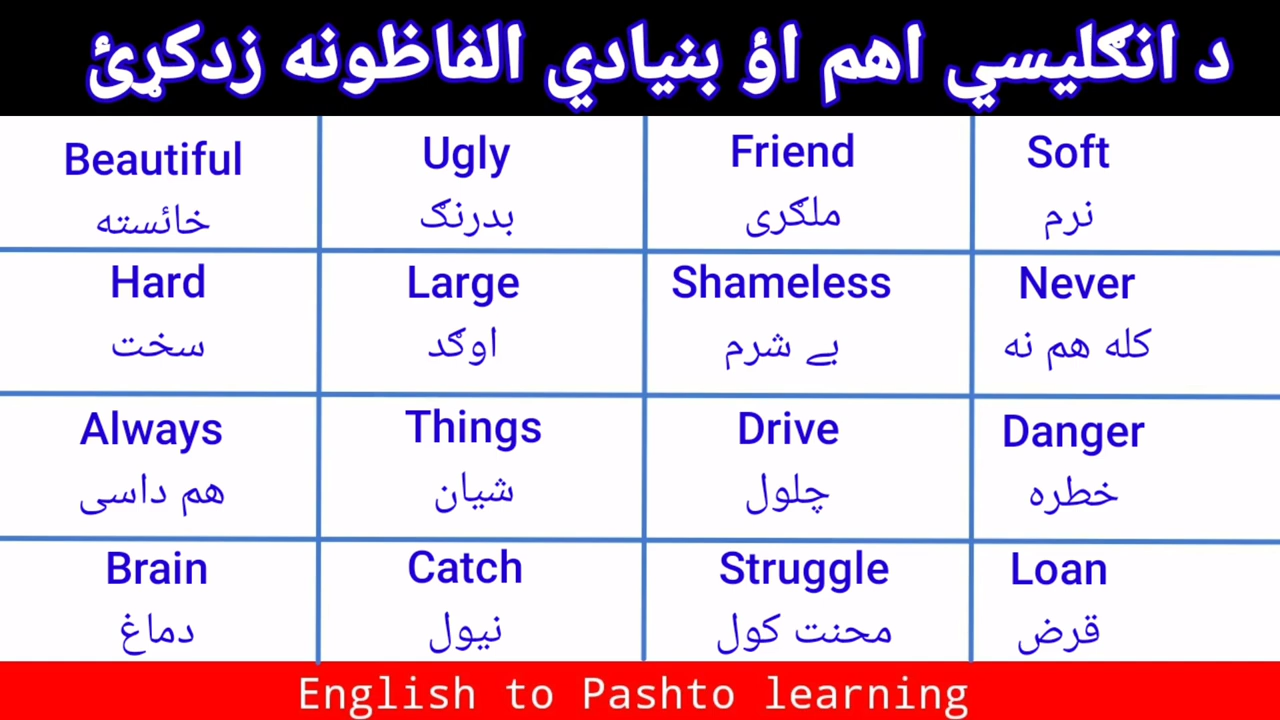 د انګلیسي اهم اؤ بنیادي الفاظونه زدکړئ
Beautiful
خائسته
Ugly
بدرنګ
Friend
ملګری
Soft
نرم
Hard
سخت
Large
اوګد
Shameless
بے شرم
Never
کله هم نه
Always
هم داسی
Things
شیان
Drive
چلول
Danger
خطره
Brain
دماغ
Catch
نیول
Struggle
محنت کول
Loan
قرض
English to Pashto learning